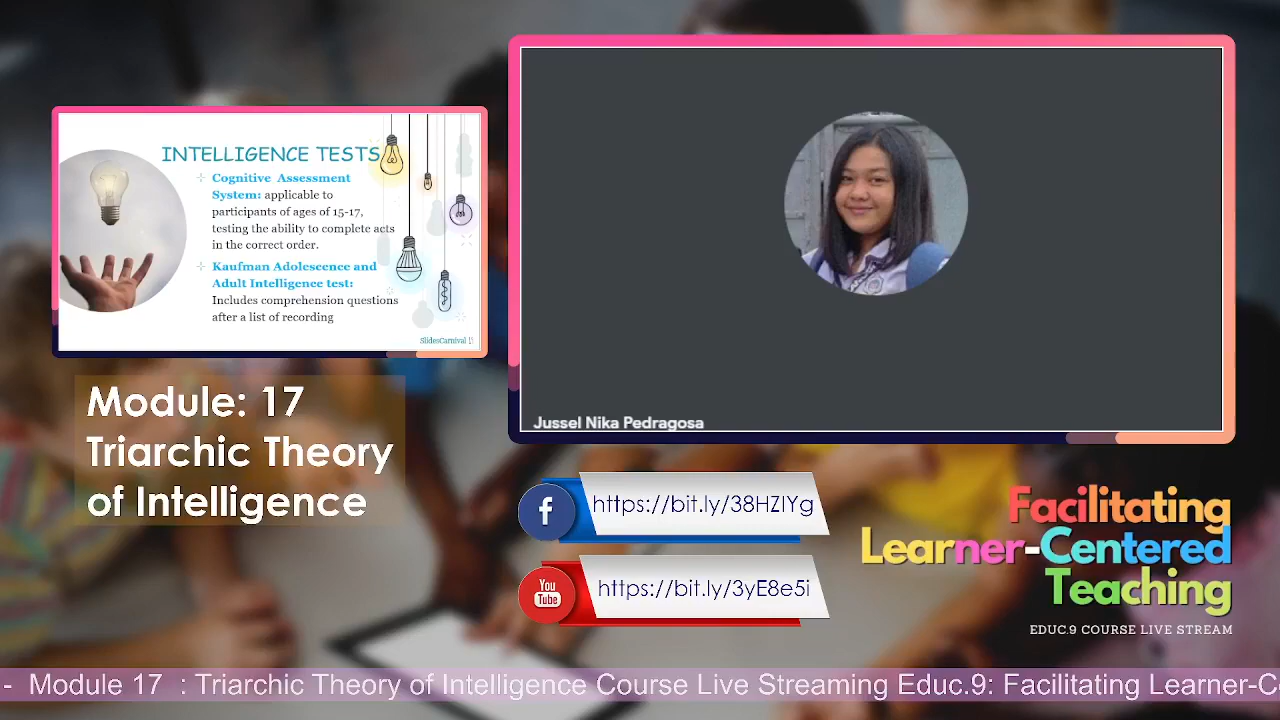 INTELLIGENCE TESTS
Cognitive Assessment
System: applicable to
participants of ages of 15-17,
testing the ability to complete acts
in the correct order.
Kaufman Adolescence and
Adult Intelligence test:
Includes comprehension questions
after a list of recording
SlidesCarnival
Module: 17
Triarchic Theory
of Intelligence
Jussel Nika Pedragosa
f
https://bit.ly/38HZIYg
You
Tube
https://bit.ly/3yE8e5i
Facilitating
Learner-Centered
Teaching
EDUC.9 COURSE LIVE STREAM
- Module 17 : Triarchic Theory of Intelligence Course Live Streaming Educ.9: Facilitating Learner-Ce